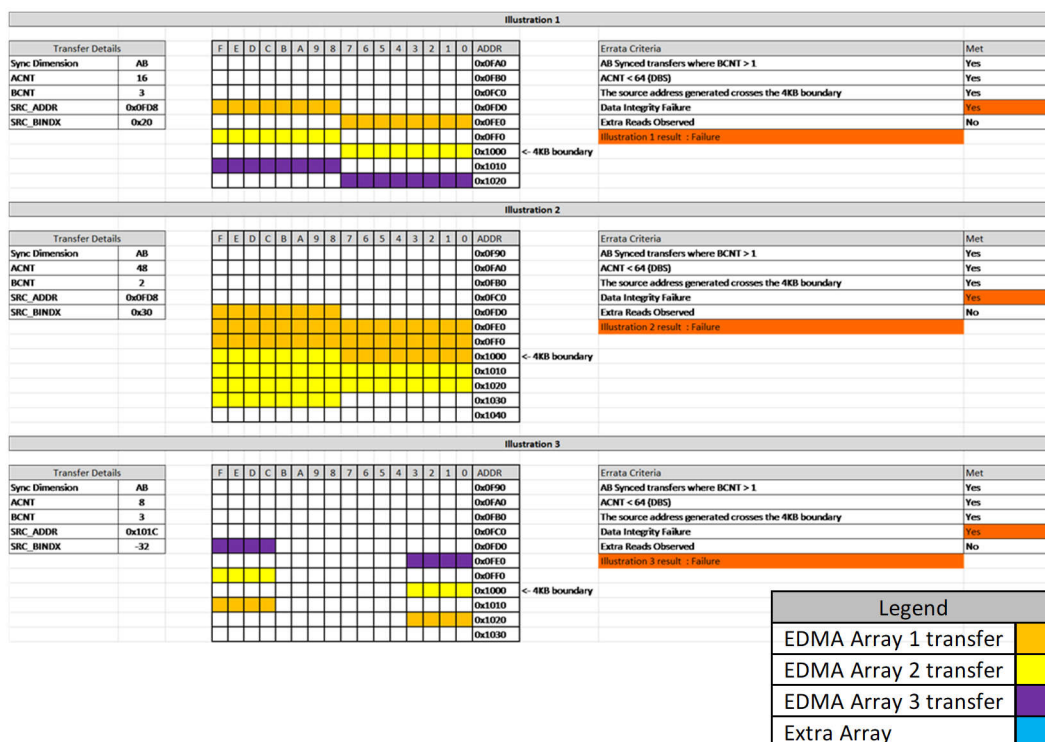 Illustration 1
Transfer Details F E D C B A 9 8 7 6 5 4 3 2 1 0 ADDR Errata Criteria Met
Sync Dimension AB 0x0FA0 AB Synced transfers where BCNT > 1 Yes
ACNT 16 0x0FB0 ACNT < 64 (DBS) Yes
BCNT 3 0x0FC0 The source address generated crosses the 4KB boundary Yes
SRC_ADDR 0x0FD8 0x0FD0 Data Integrity Failure Yes
SRC_BINDX 0x20 0x0FE0 Extra Reads Observed No
0x0FF0 Illustration 1 result : Failure
0x1000 <- 4KB boundary
0x1010
0x1020
Illustration 2
Transfer Details F E D C B A 9 8 7 6 5 4 3 2 1 0 ADDR Errata Criteria Met
Sync Dimension AB 0x0F90 AB Synced transfers where BCNT > 1 Yes
ACNT 48 0x0FA0 ACNT < 64 (DBS) Yes
BCNT 2 0x0FB0 The source address generated crosses the 4KB boundary Yes
SRC_ADDR 0x0FD8 0x0FC0 Data Integrity Failure Yes
SRC_BINDX 0x30 0x0FD0 Extra Reads Observed No
0x0FE0 Illustration 2 result : Failure
0x0FF0
0x1000 <- 4KB boundary
0x1010
0x1020
0x1030
0x1040
Illustration 3
Transfer Details F E D C B A 9 8 7 6 5 4 3 2 1 0 ADDR Errata Criteria Met
Sync Dimension AB 0x0F90 AB Synced transfers where BCNT > 1 Yes
ACNT 8 0x0FA0 ACNT < 64 (DBS) Yes
BCNT 3 0x0FB0 The source address generated crosses the 4KB boundary Yes
SRC_ADDR 0x101C 0x0FC0 Data Integrity Failure Yes
SRC_BINDX -32 0x0FD0 Extra Reads Observed No
0x0FE0 Illustration 3 result : Failure
0x0FF0
0x1000 <- 4KB boundary
0x1010
0x1020
0x1030
Legend
EDMA Array 1 transfer
EDMA Array 2 transfer
EDMA Array 3 transfer
Extra Array